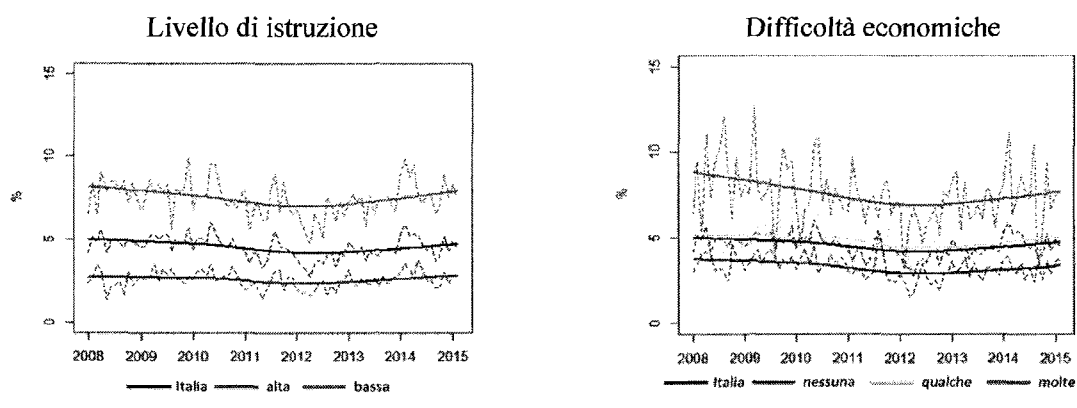 Livello di istruzione
%
15
10
5
0
2008 2009 2010 2011 2012 2013 2014 2015
Italia alta bassa
Difficoltà economiche
%
15
10
5
0
2008 2009 2010 2011 2012 2013 2014 2015
Italia nessuna qualche molte